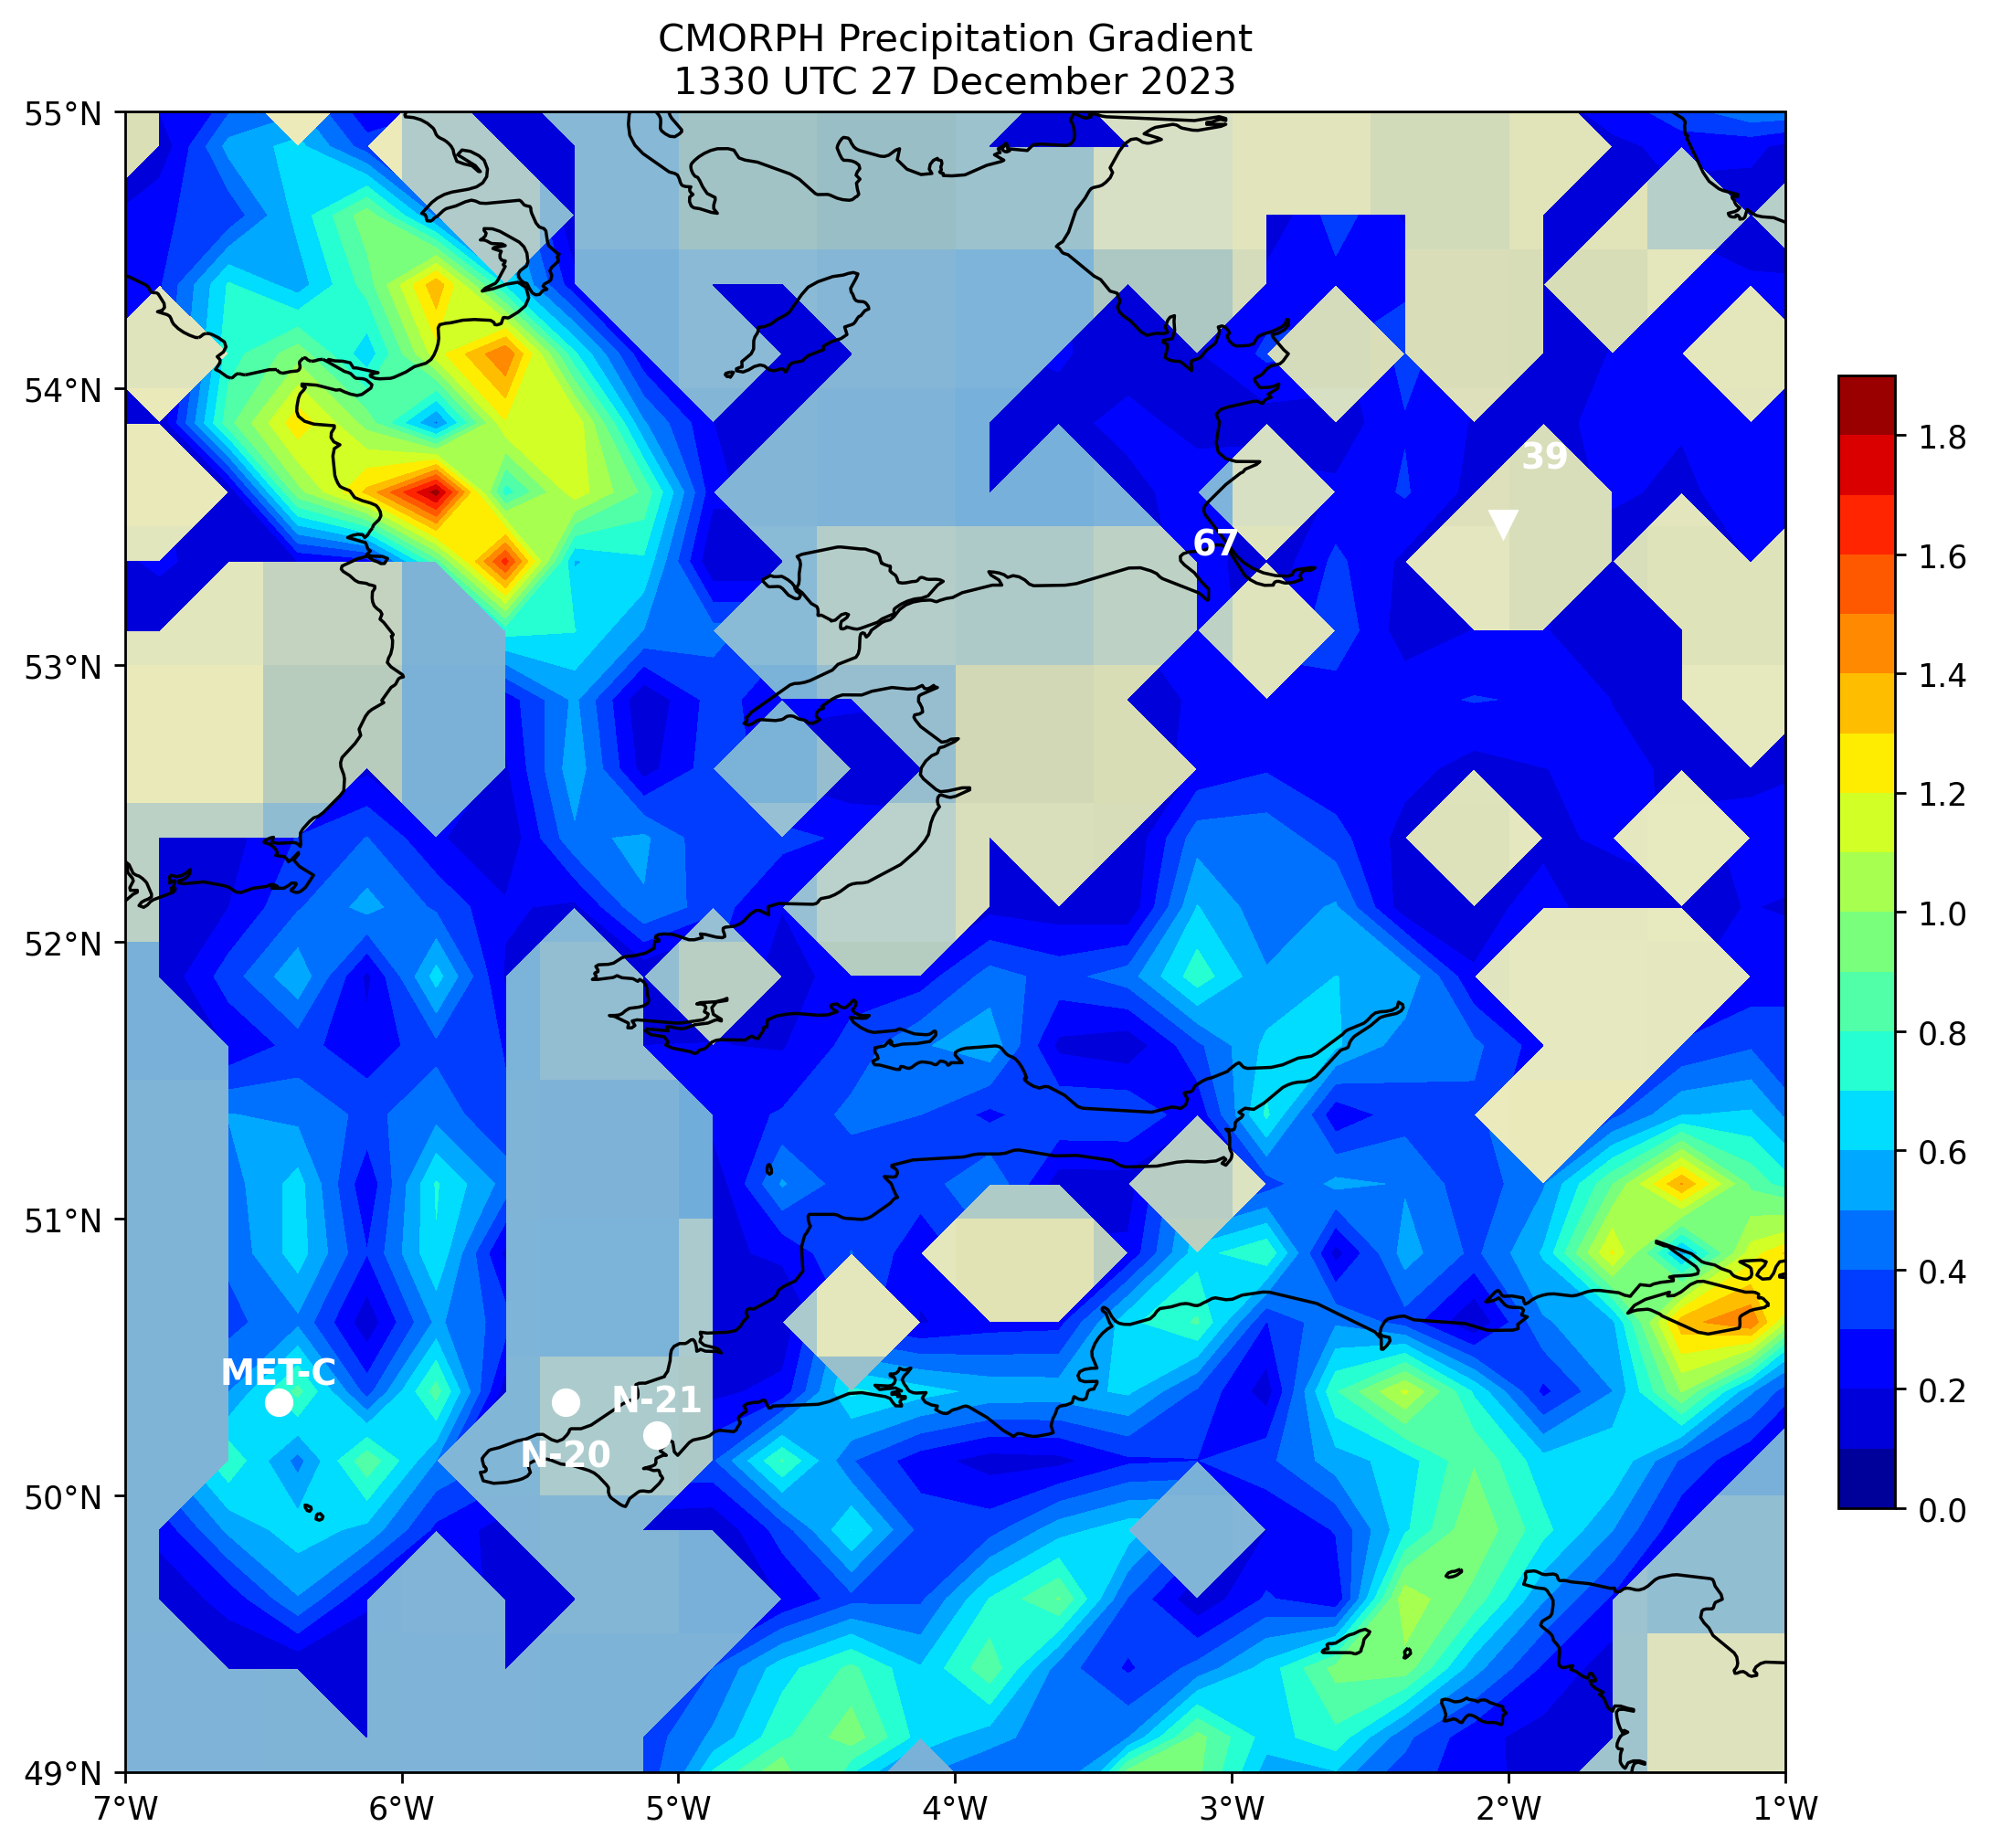 CMORPH Precipitation Gradient
1330 UTC 27 December 2023
55°N
54°N
53°N
52°N
51°N
50°N
49°N
7°W
6°W
5°W
4°W
3°W
2°W
1°W
39
67
MET-C
N-21
N-20
1.8
1.6
1.4
1.2
1.0
0.8
0.6
0.4
0.2
0.0